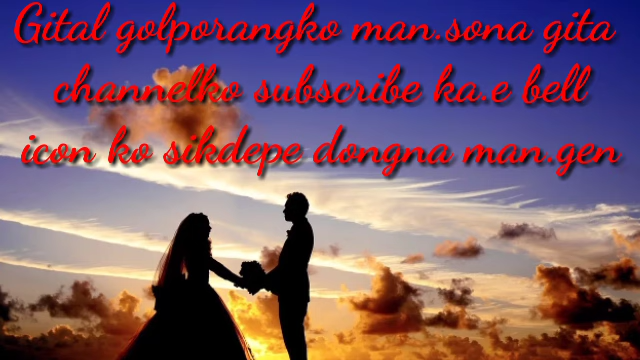 Gital golporangko man.sona gita
channelko subscribe ka.e bell
icon ko sikdepe dongna man.gen